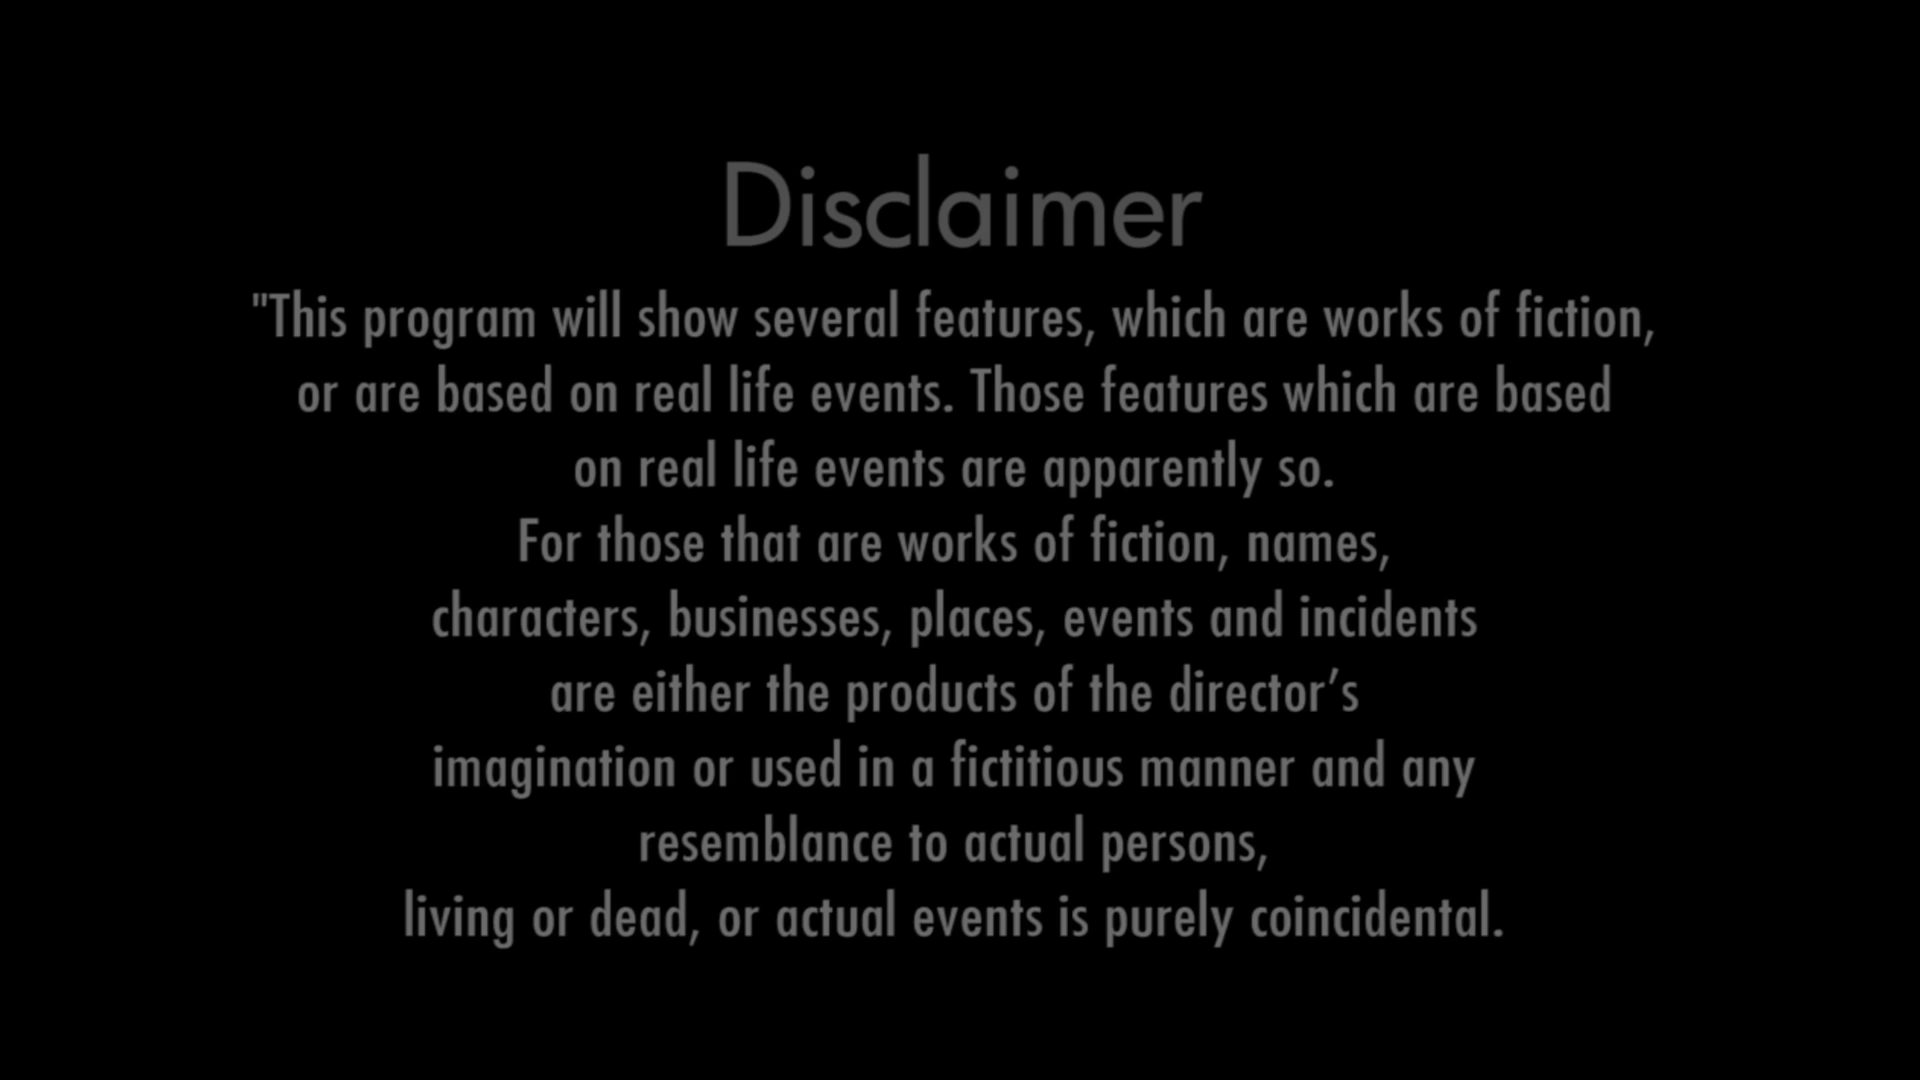 Disclaimer
"This program will show several features, which are works of fiction,
or are based on real life events. Those features which are based
on real life events are apparently so.
For those that are works of fiction, names,
characters, businesses, places, events and incidents
are either the products of the director’s
imagination or used in a fictitious manner and any
resemblance to actual persons,
living or dead, or actual events is purely coincidental.